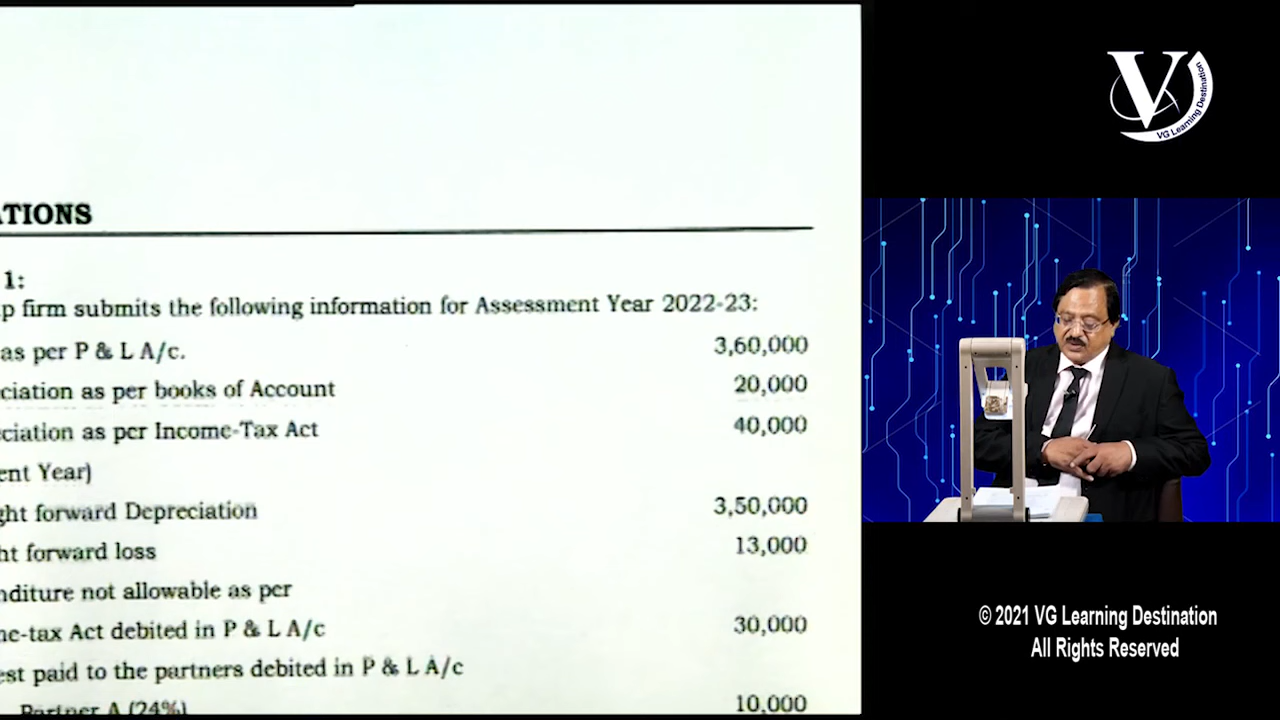 ATIONS
1:
p firm submits the following information for Assessment Year 2022-23:
as per P & L A/c. 3,60,000
ciation as per books of Account 20,000
ciation as per Income-Tax Act 40,000
ent Year)
ght forward Depreciation 3,50,000
ht forward loss 13,000
nditure not allowable as per
ne-tax Act debited in P & L A/c 30,000
est paid to the partners debited in P & L A/c
Partner A (24%) 10,000
V
VG Learning Destination
© 2021 VG Learning Destination
All Rights Reserved